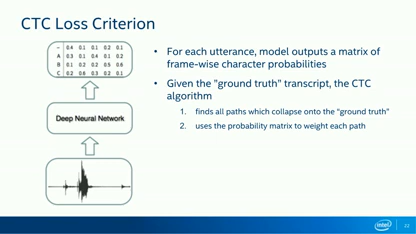 CTC Loss Criterion
– 0.4 0.1 0.1 0.2 0.1
A 0.3 0.1 0.4 0.1 0.2
B 0.1 0.2 0.2 0.5 0.6
C 0.2 0.6 0.3 0.2 0.1
Deep Neural Network
• For each utterance, model outputs a matrix of
frame-wise character probabilities
• Given the "ground truth" transcript, the CTC
algorithm
1. finds all paths which collapse onto the "ground truth"
2. uses the probability matrix to weight each path
intel
22